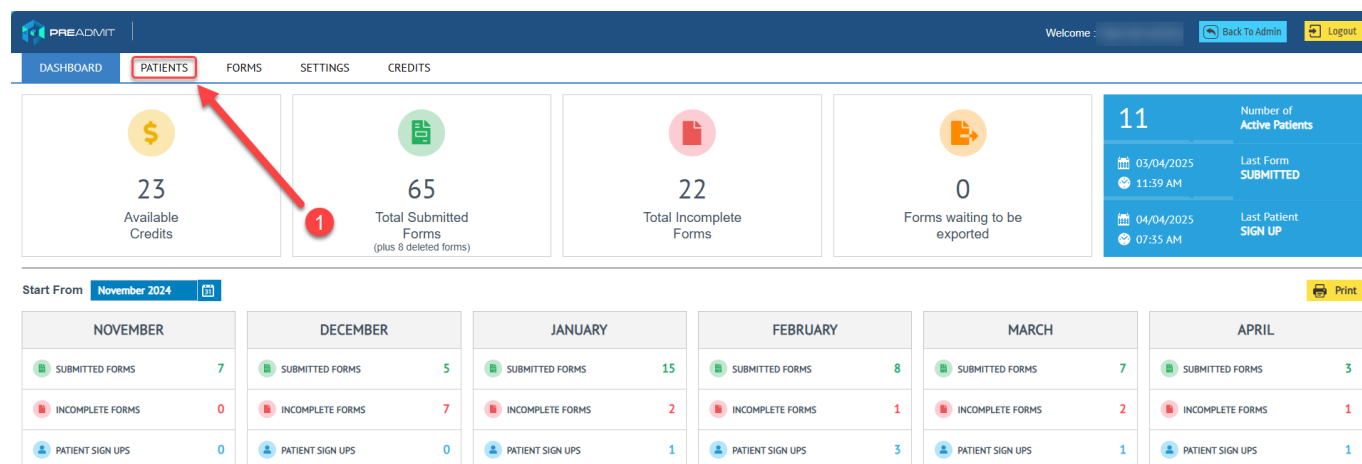 PREADMIT
Welcome :
Back To Admin
Logout
DASHBOARD PATIENTS FORMS SETTINGS CREDITS
23
Available
Credits
65
Total Submitted
Forms
(plus 8 deleted forms)
22
Total Incomplete
Forms
0
Forms waiting to be
exported
11
Number of
Active Patients
03/04/2025
11:39 AM
Last Form
SUBMITTED
04/04/2025
07:35 AM
Last Patient
SIGN UP
1
Start From November 2024 31
Print
NOVEMBER DECEMBER JANUARY FEBRUARY MARCH APRIL
SUBMITTED FORMS 7 SUBMITTED FORMS 5 SUBMITTED FORMS 15 SUBMITTED FORMS 8 SUBMITTED FORMS 7 SUBMITTED FORMS 3
INCOMPLETE FORMS 0 INCOMPLETE FORMS 7 INCOMPLETE FORMS 2 INCOMPLETE FORMS 1 INCOMPLETE FORMS 2 INCOMPLETE FORMS 1
PATIENT SIGN UPS 0 PATIENT SIGN UPS 0 PATIENT SIGN UPS 1 PATIENT SIGN UPS 3 PATIENT SIGN UPS 1 PATIENT SIGN UPS 1